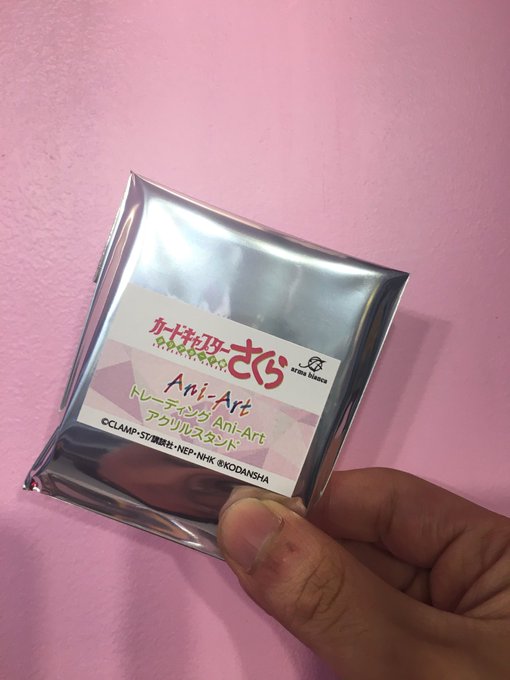 カードキャプターさくら
arma bianca
Ani-Art
トレーディング Ani-Art
アクリルスタンド
©CLAMP・ST/講談社・NEP・NHK ®KODANSHA